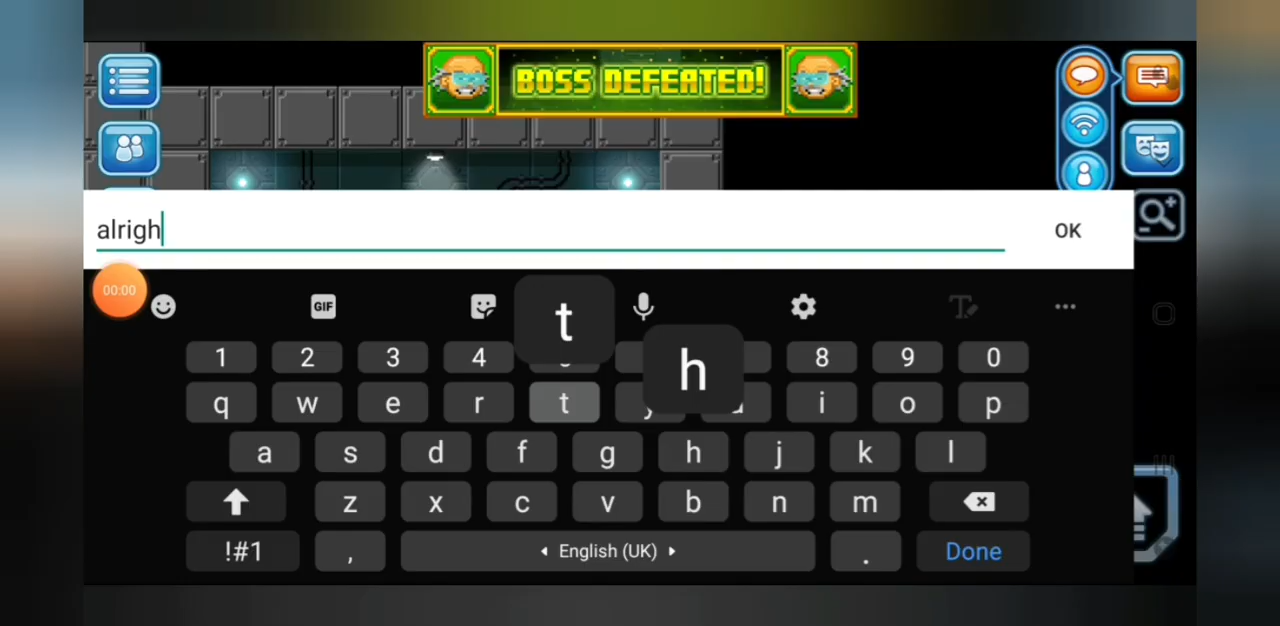 BOSS DEFEATED!
alrigh
OK
00:00
GIF
t
h
1 2 3 4 8 9 0
q w e r t y u i o p
a s d f g h j k l
z x c v b n m
!#1 , English (UK) . Done